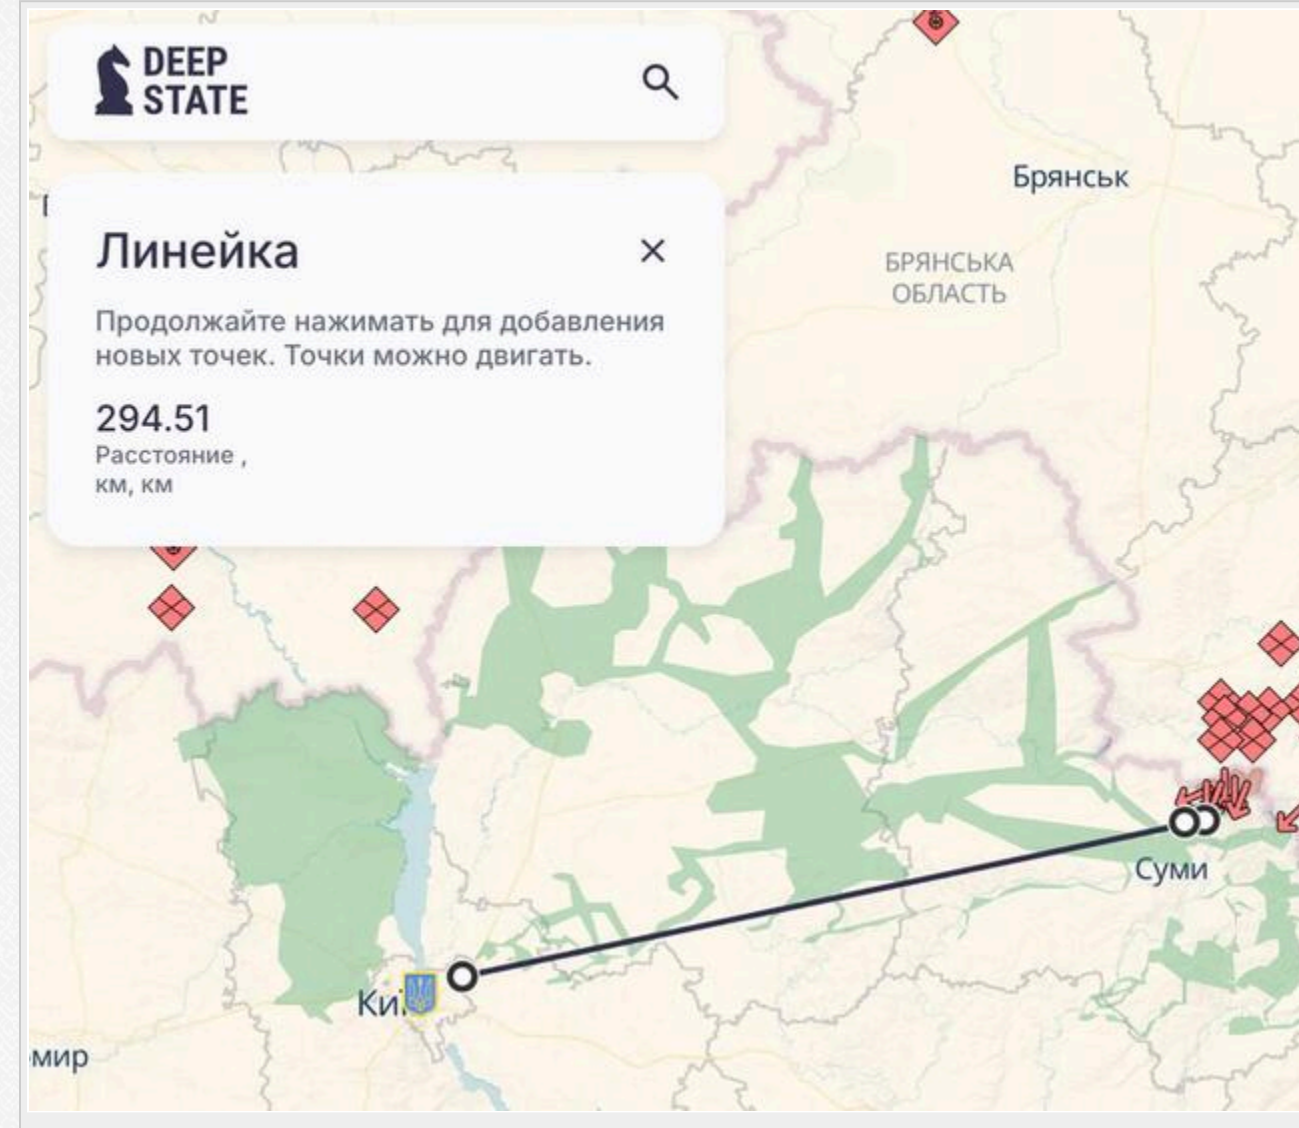 DEEP
STATE
Линейка
Продолжайте нажимать для добавления
новых точек. Точки можно двигать.
294.51
Расстояние ,
км, км
Брянськ
БРЯНСЬКА
ОБЛАСТЬ
Суми